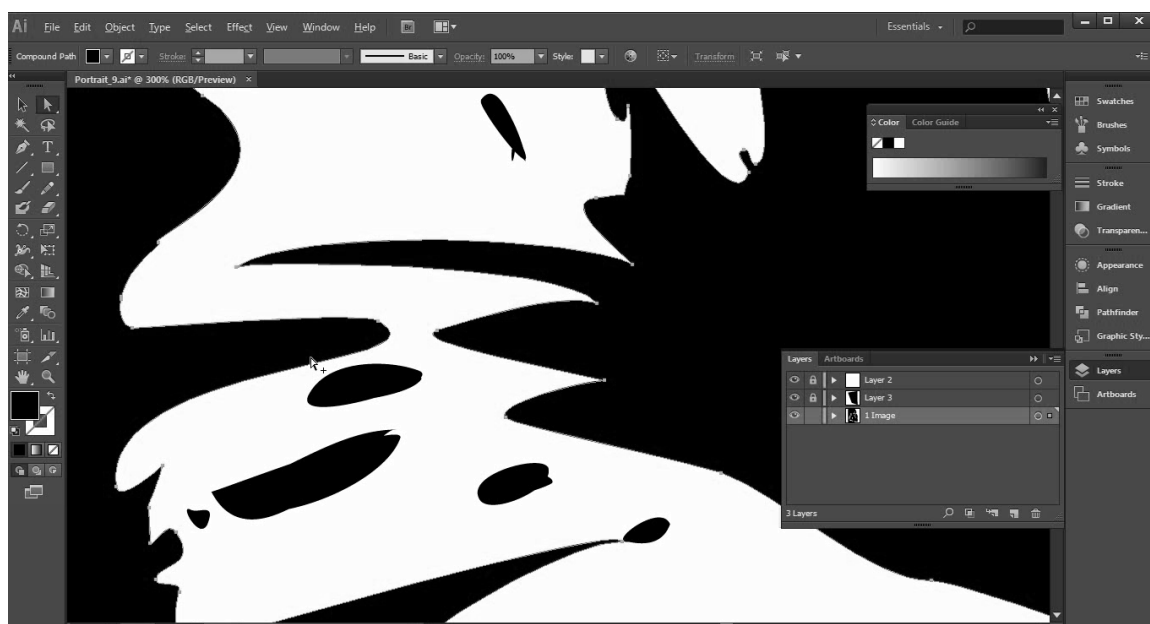 Ai File Edit Object Type Select Effect View Window Help Br Essentials
Compound Path Stroke: Basic Opacity: 100% Style: Transform
Portrait_9.ai* @ 300% (RGB/Preview) ×
Color Color Guide
Swatches
Brushes
Symbols
Stroke
Gradient
Transparen...
Appearance
Align
Pathfinder
Graphic Sty...
Layers
Artboards
Layers Artboards
Layer 2
Layer 3
1 Image
3 Layers